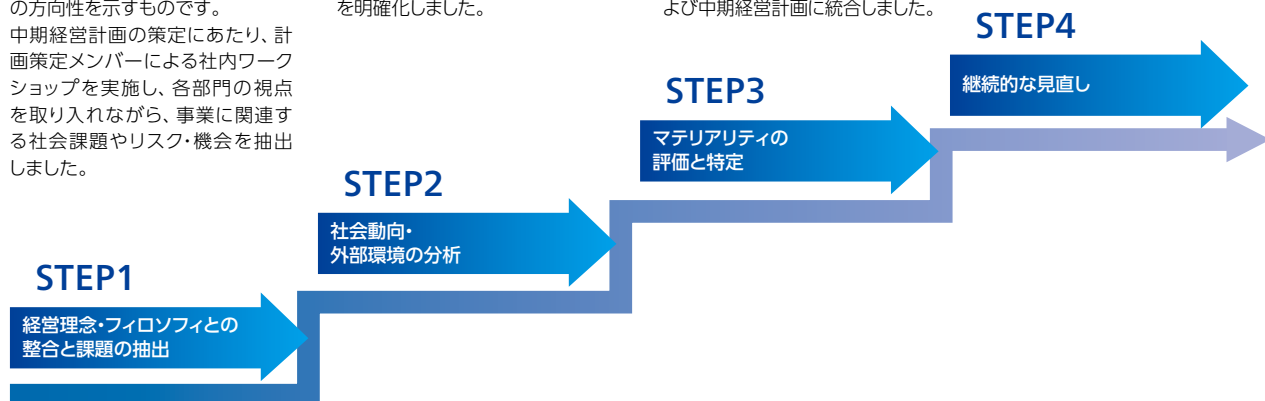 の方向性を示すものです。
中期経営計画の策定にあたり、計
画策定メンバーによる社内ワーク
ショップを実施し、各部門の視点
を取り入れながら、事業に関連す
る社会課題やリスク・機会を抽出
しました。
STEP1
経営理念・フィロソフィとの
整合と課題の抽出
を明確化しました。
STEP2
社会動向・
外部環境の分析
よび中期経営計画に統合しました。
STEP3
マテリアリティの
評価と特定
STEP4
継続的な見直し